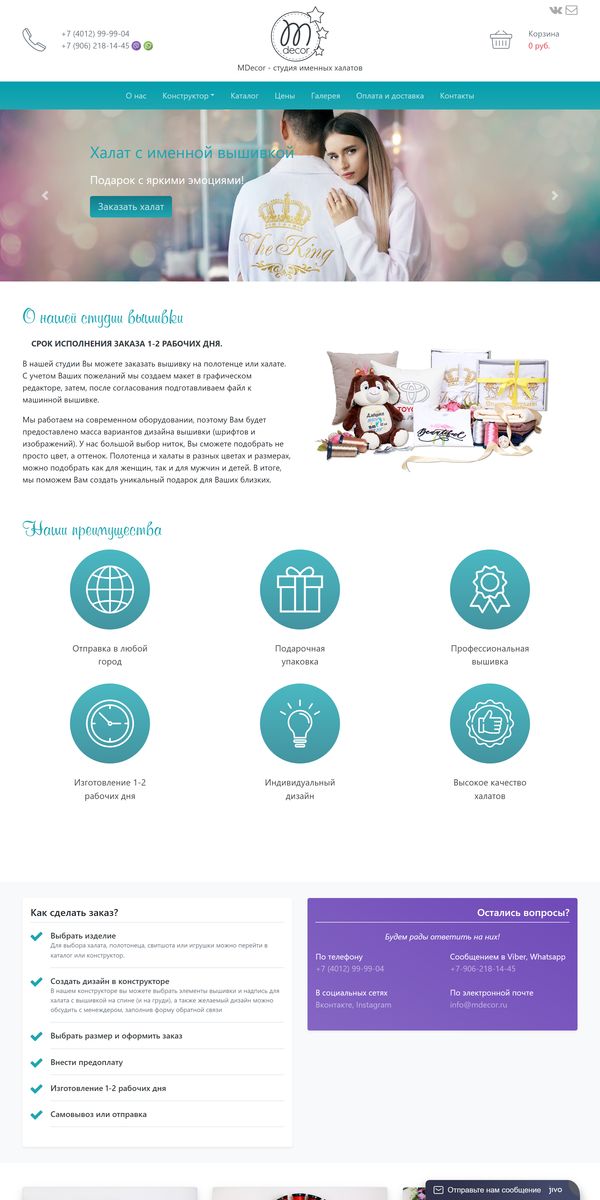 +7 (4012) 99-99-04
+7 (906) 218-14-45
M
decor
MDecor - студия именных халатов
Корзина
0 руб.
О нас
Конструктор
Каталог
Цены
Галерея
Оплата и доставка
Контакты
Халат с именной вышивкой
Подарок с яркими эмоциями!
Заказать халат
The King
О нашей студии вышивки
СРОК ИСПОЛНЕНИЯ ЗАКАЗА 1-2 РАБОЧИХ ДНЯ.
В нашей студии Вы можете заказать вышивку на полотенце или халате.
С учетом Ваших пожеланий мы создаем макет в графическом
редакторе, затем, после согласования подготавливаем файл к
машинной вышивке.
Мы работаем на современном оборудовании, поэтому Вам будет
предоставлено масса вариантов дизайна вышивки (шрифтов и
изображений). У нас большой выбор ниток, Вы сможете подобрать не
просто цвет, а оттенок. Полотенца и халаты в разных цветах и размерах,
можно подобрать как для женщин, так и для мужчин и детей. В итоге,
мы поможем Вам создать уникальный подарок для Ваших близких.
TOYO
Наши преимущества
Отправка в любой
город
Подарочная
упаковка
Профессиональная
вышивка
Изготовление 1-2
рабочих дня
Индивидуальный
дизайн
Высокое качество
халатов
Как сделать заказ?
Выбрать изделие
Для выбора халата, полотонеца, свитшота или игрушки можно перейти в
каталог или конструктор.
Создать дизайн в конструкторе
В нашем конструкторе вы можете выбрать элементы вышивки и надпись для
халата с вышивкой на спине (и на груди), а также желаемый дизайн можно
обсудить с менеджером, заполнив форму обратной связи
Выбрать размер и оформить заказ
Внести предоплату
Изготовление 1-2 рабочих дня
Самовывоз или отправка
Остались вопросы?
Будем рады ответить на них!
По телефону
+7 (4012) 99-99-04
Сообщением в Viber, Whatsapp
+7-906-218-14-45
В социальных сетях
Вконтакте, Instagram
По электронной почте
info@mdecor.ru
Отправьте нам сообщение
jivo